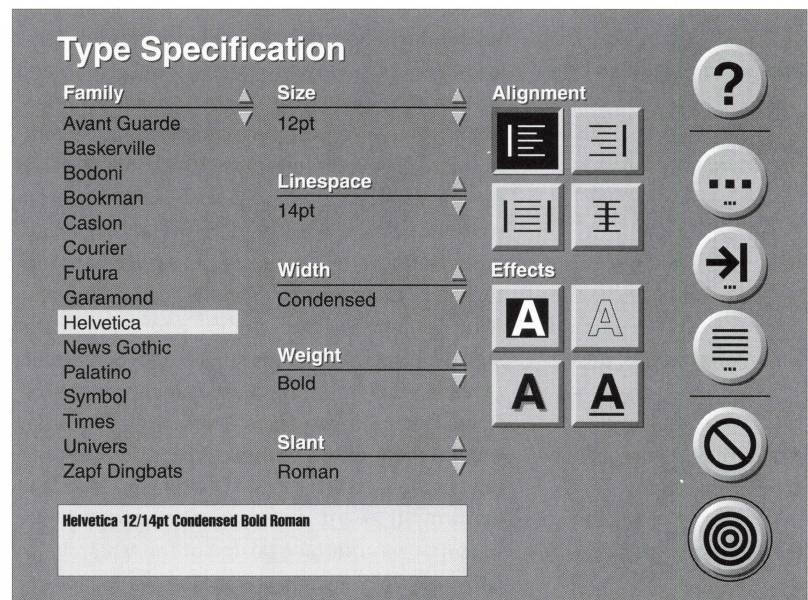 Type Specification
Family
Avant Guarde
Baskerville
Bodoni
Bookman
Caslon
Courier
Futura
Garamond
Helvetica
News Gothic
Palatino
Symbol
Times
Univers
Zapf Dingbats
Size
12pt
Linespace
14pt
Width
Condensed
Weight
Bold
Slant
Roman
Alignment
Effects
A
A
A
A
?
...
...
...
Helvetica 12/14pt Condensed Bold Roman